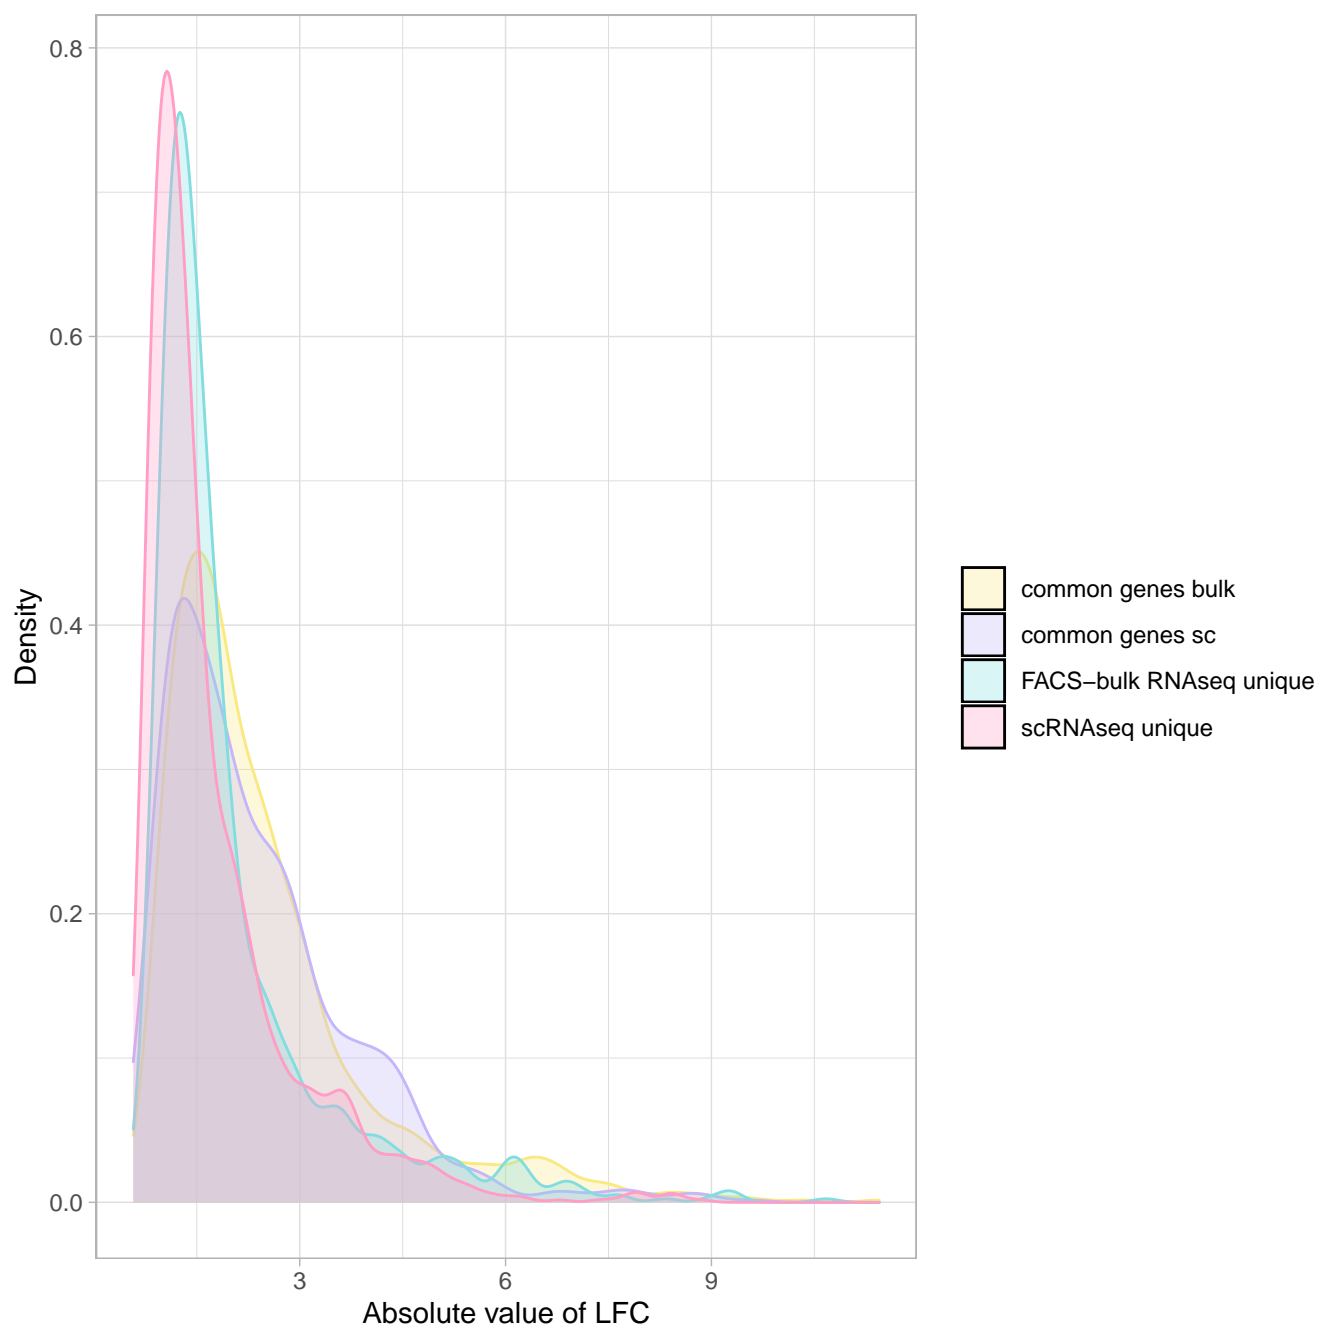 0.8
0.6
0.4
0.2
0.0
Density
3 6 9
Absolute value of LFC
common genes bulk
common genes sc
FACS−bulk RNAseq unique
scRNAseq unique